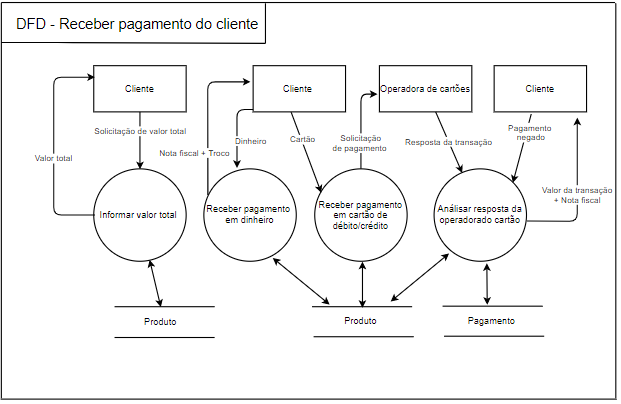 DFD - Receber pagamento do cliente
Cliente
Cliente
Operadora de cartões
Cliente
Solicitação de valor total
Valor total
Nota fiscal + Troco
Dinheiro
Cartão
Solicitação
de pagamento
Resposta da transação
Pagamento
negado
Valor da transação
+ Nota fiscal
Informar valor total
Receber pagamento
em dinheiro
Receber pagamento
em cartão de
débito/crédito
Análisar resposta da
operadorado cartão
Produto
Produto
Pagamento